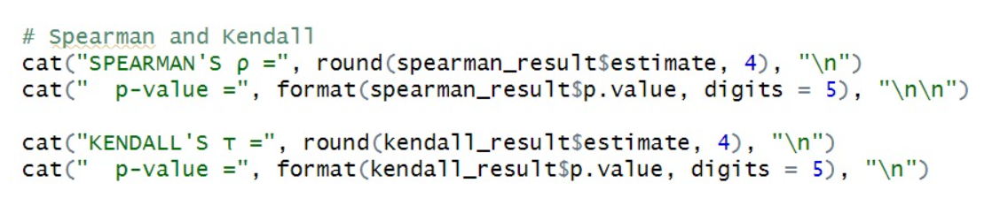 # Spearman and Kendall
cat("SPEARMAN'S ρ =", round(spearman_result$estimate, 4), "\n")
cat("  p-value =", format(spearman_result$p.value, digits = 5), "\n\n")
cat("KENDALL'S τ =", round(kendall_result$estimate, 4), "\n")
cat("  p-value =", format(kendall_result$p.value, digits = 5), "\n")